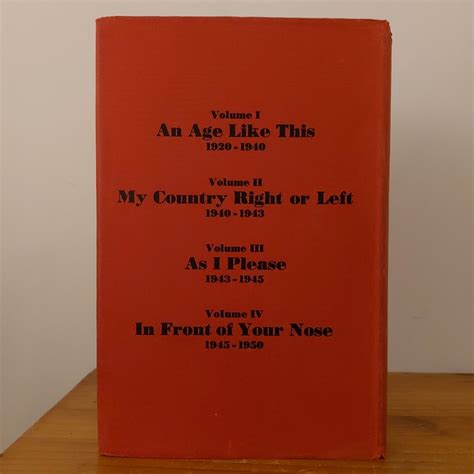 Volume I
An Age Like This
1920-1940
Volume II
My Country Right or Left
1940-1943
Volume III
As I Please
1943-1945
Volume IV
In Front of Your Nose
1945-1950